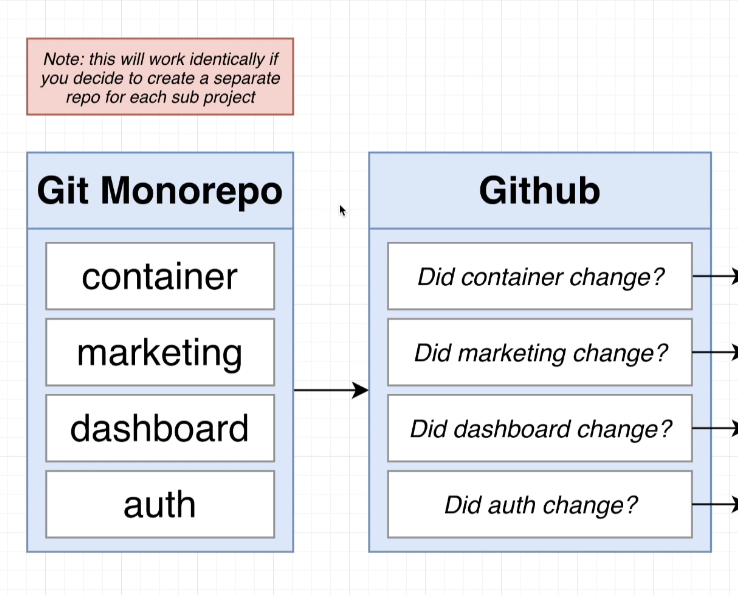 Note: this will work identically if
you decide to create a separate
repo for each sub project
Git Monorepo
container
marketing
dashboard
auth
Github
Did container change?
Did marketing change?
Did dashboard change?
Did auth change?